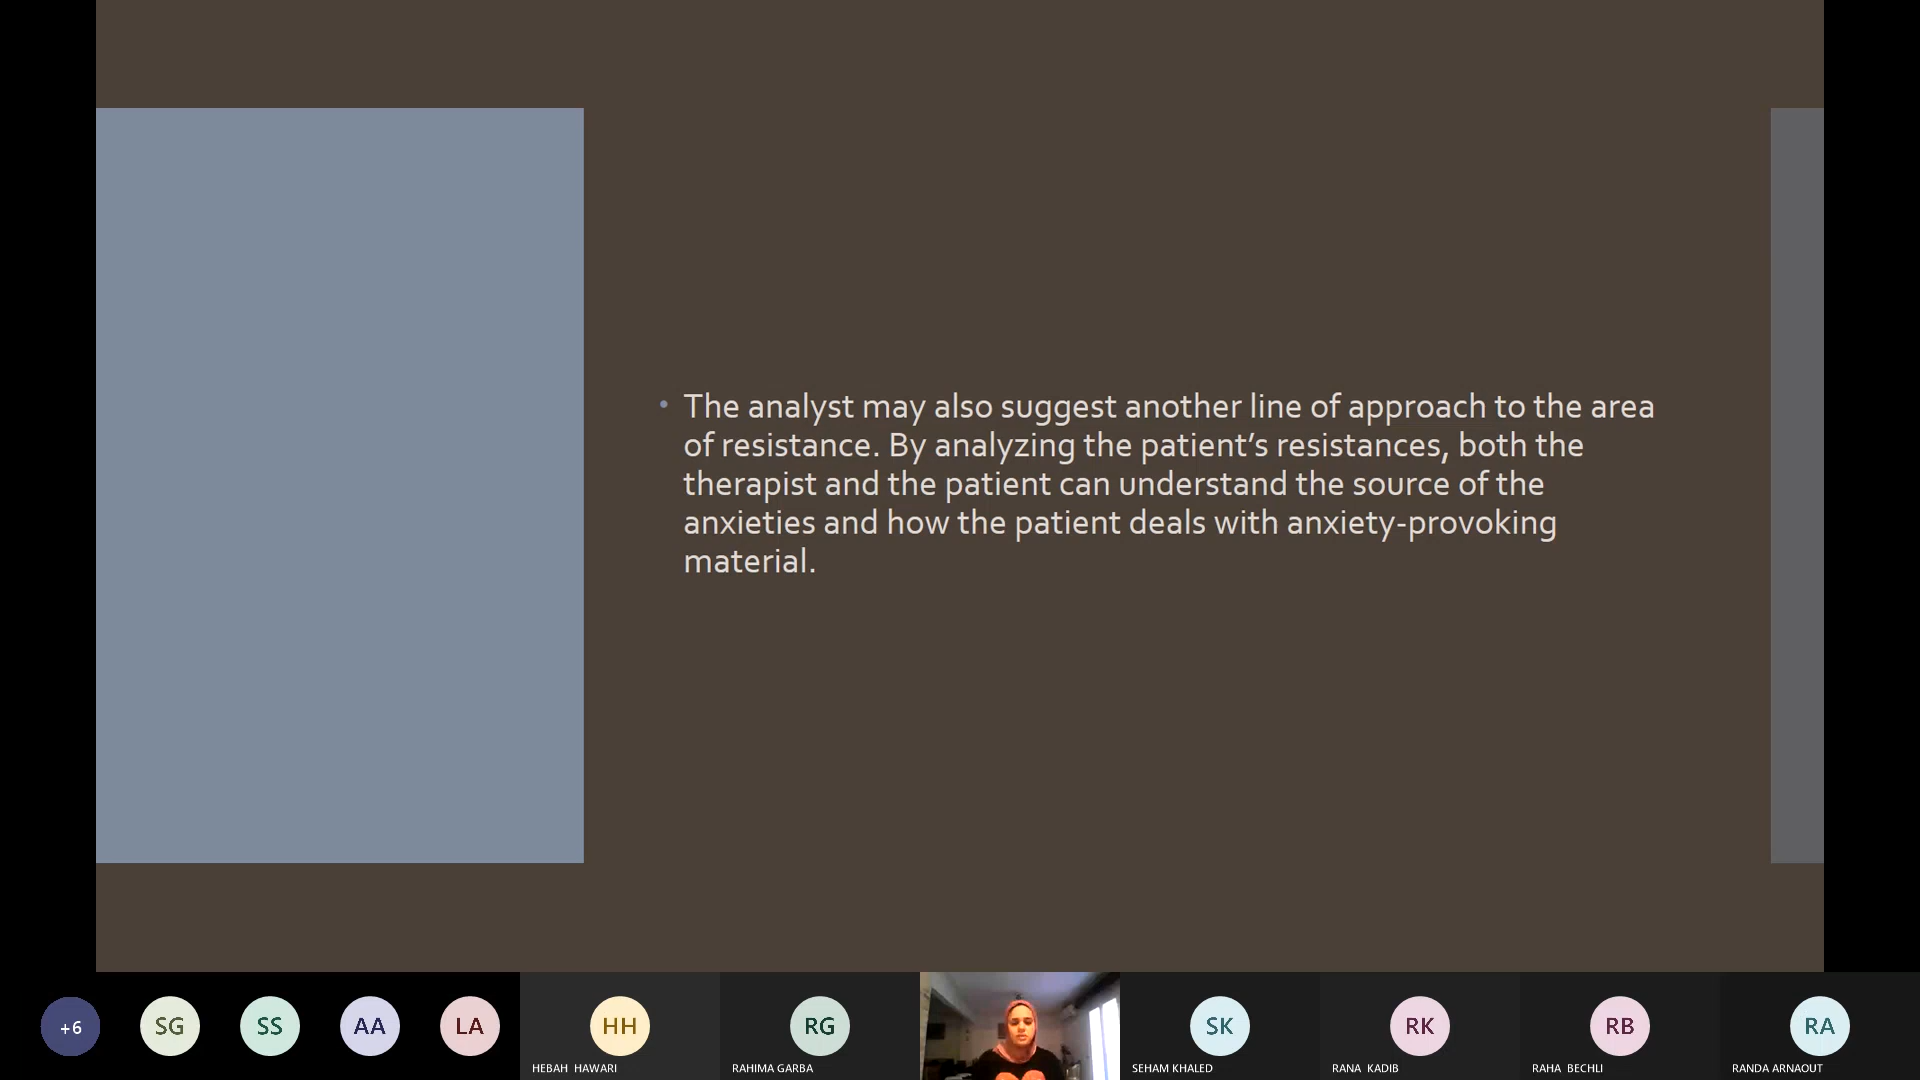 • The analyst may also suggest another line of approach to the area
of resistance. By analyzing the patient’s resistances, both the
therapist and the patient can understand the source of the
anxieties and how the patient deals with anxiety-provoking
material.
+6
SG
SS
AA
LA
HH
HEBAH HAWARI
RG
RAHIMA GARBA
SK
SEHAM KHALED
RK
RANA KADIB
RB
RAHA BECHLI
RA
RANDA ARNAOUT